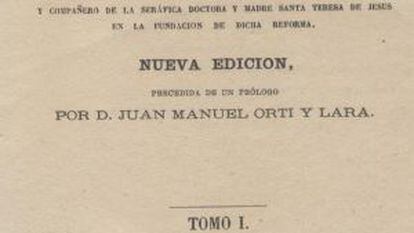 Y COMPAÑERO DE LA SERÁFICA DOCTORA Y MADRE SANTA TERESA DE JESUS
EN LA FUNDACION DE DICHA REFORMA.
NUEVA EDICION,
PRECEDIDA DE UN PRÓLOGO
POR D. JUAN MANUEL ORTI Y LARA.
TOMO I.